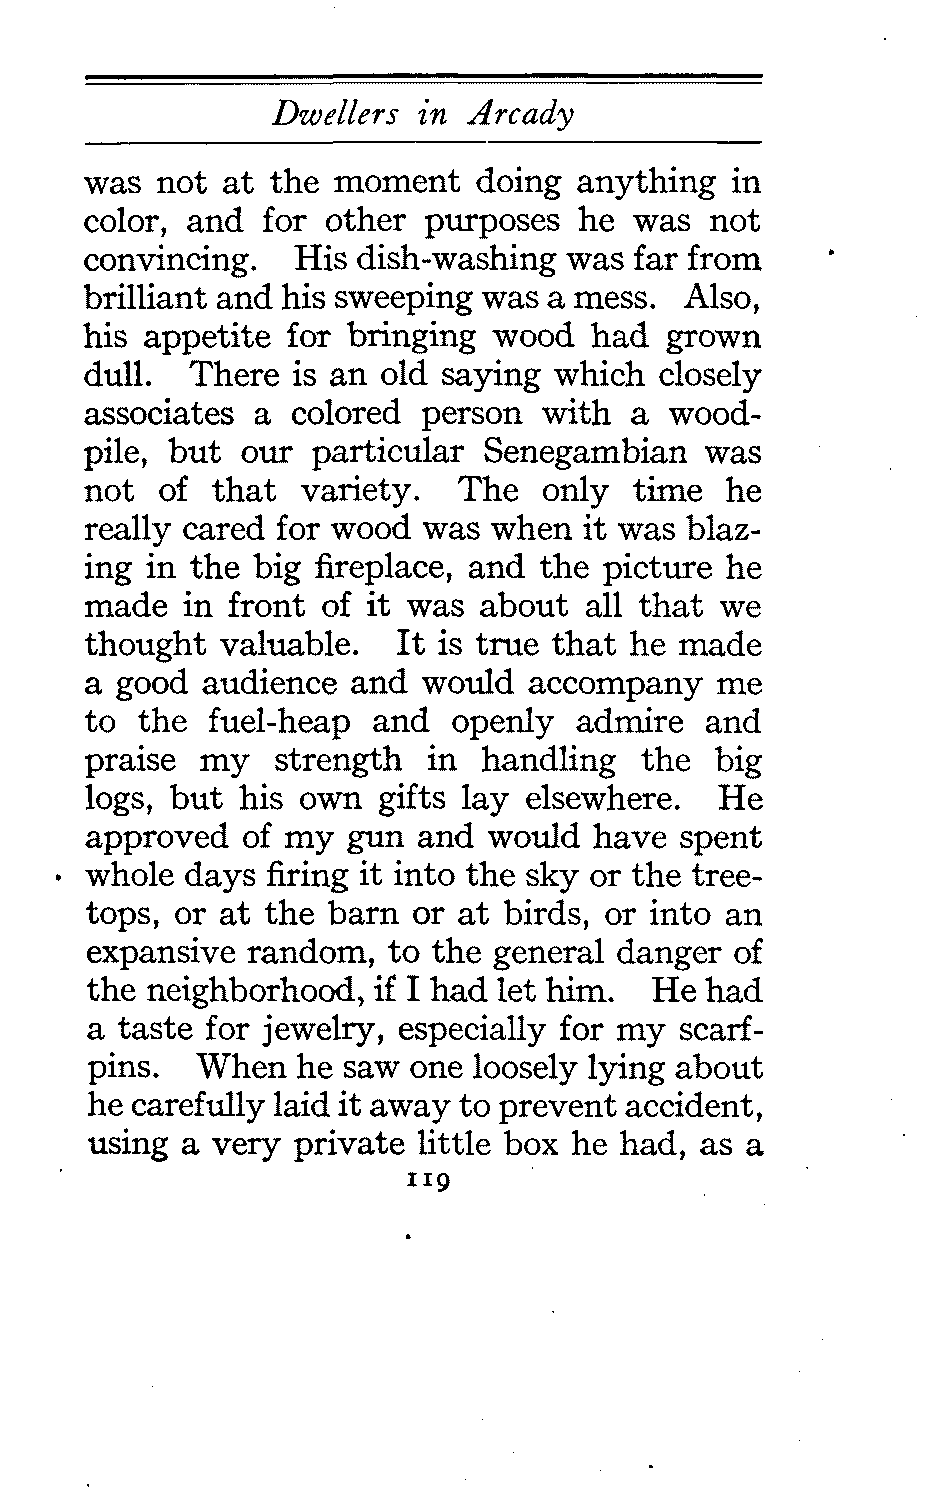 Dwellers in Arcady
was not at the moment doing anything in
color, and for other purposes he was not
convincing. His dish-washing was far from
brilliant and his sweeping was a mess. Also,
his appetite for bringing wood had grown
dull. There is an old saying which closely
associates a colored person with a wood-
pile, but our particular Senegambian was
not of that variety. The only time he
really cared for wood was when it was blaz-
ing in the big fireplace, and the picture he
made in front of it was about all that we
thought valuable. It is true that he made
a good audience and would accompany me
to the fuel-heap and openly admire and
praise my strength in handling the big
logs, but his own gifts lay elsewhere. He
approved of my gun and would have spent
whole days firing it into the sky or the tree-
tops, or at the barn or at birds, or into an
expansive random, to the general danger of
the neighborhood, if I had let him. He had
a taste for jewelry, especially for my scarf-
pins. When he saw one loosely lying about
he carefully laid it away to prevent accident,
using a very private little box he had, as a
119